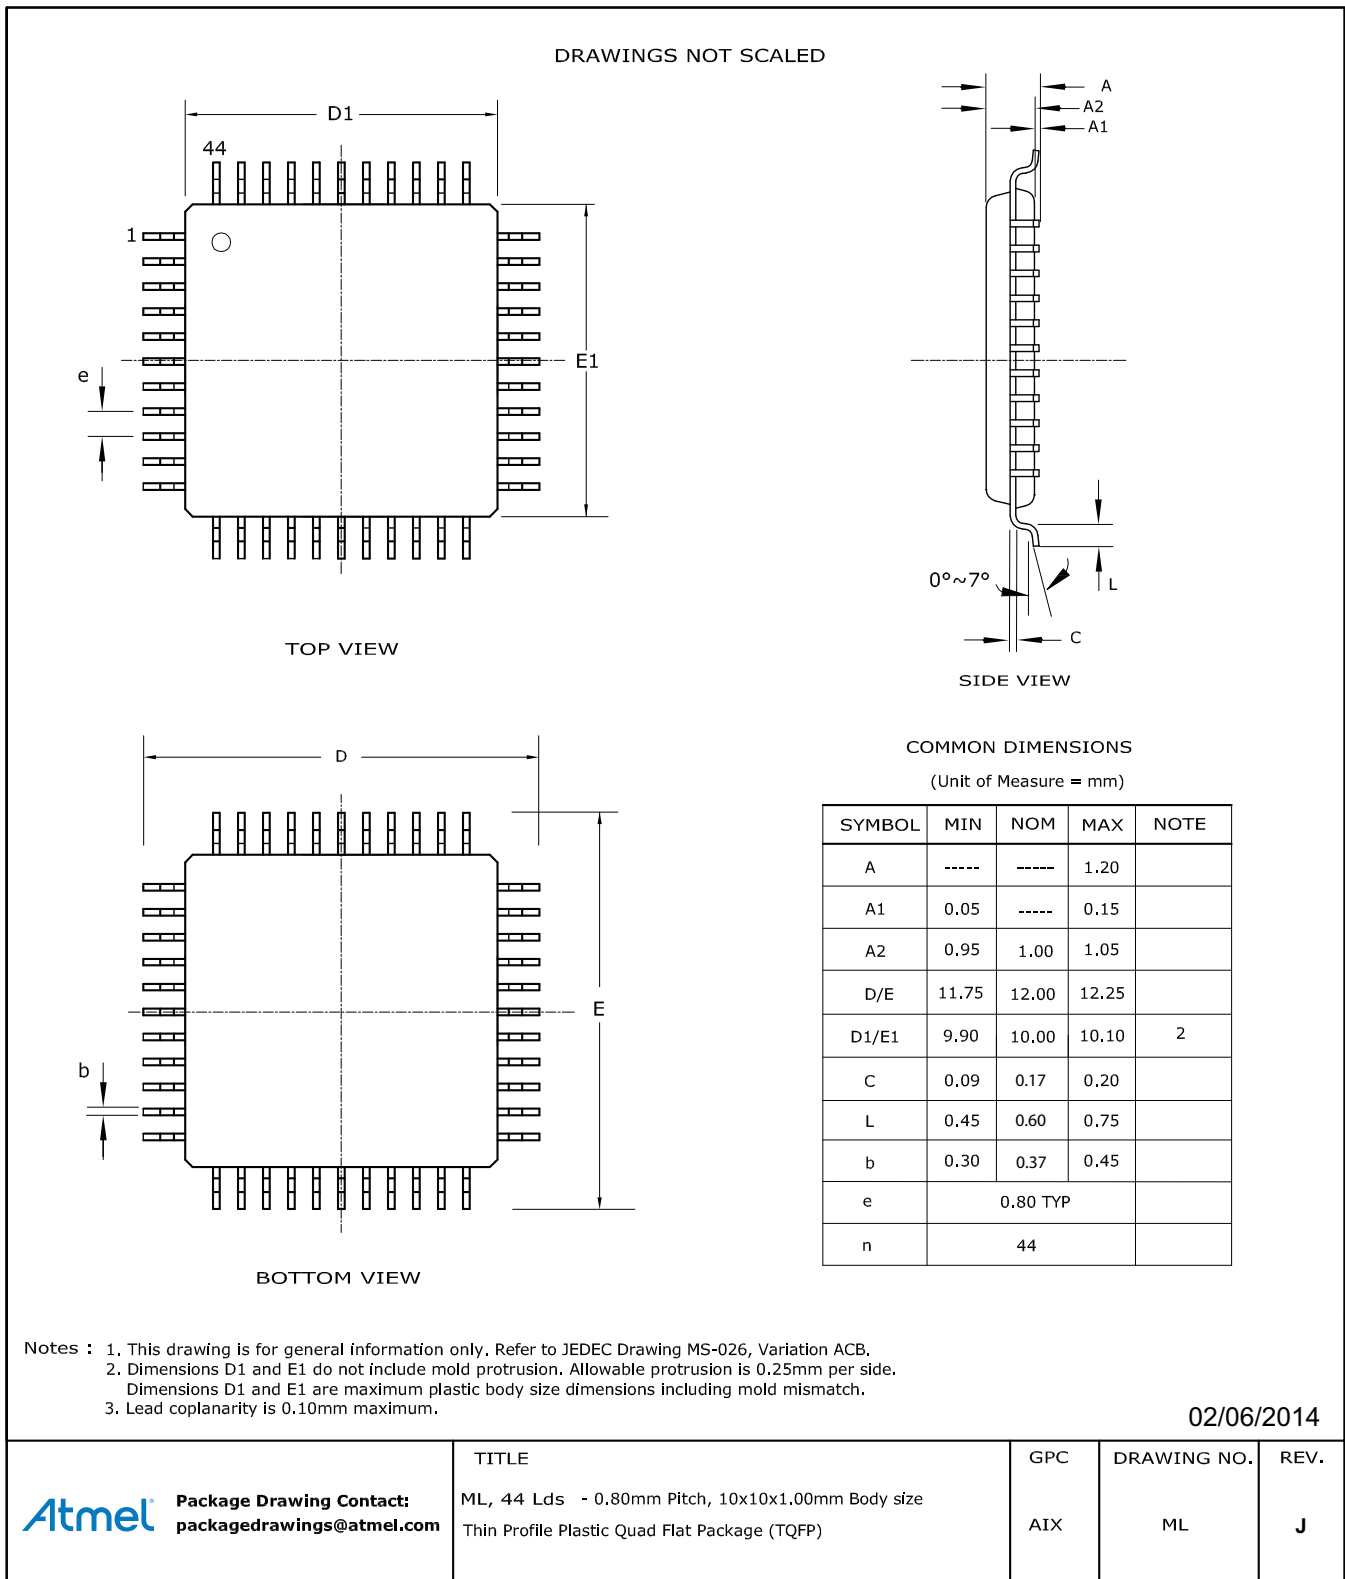 DRAWINGS NOT SCALED
D1
44
1
E1
e
TOP VIEW
A
A2
A1
0°~7°
L
C
SIDE VIEW
D
E
b
BOTTOM VIEW
COMMON DIMENSIONS
(Unit of Measure = mm)
SYMBOL MIN NOM MAX NOTE
A ----- ----- 1.20
A1 0.05 ----- 0.15
A2 0.95 1.00 1.05
D/E 11.75 12.00 12.25
D1/E1 9.90 10.00 10.10 2
C 0.09 0.17 0.20
L 0.45 0.60 0.75
b 0.30 0.37 0.45
e 0.80 TYP
n 44
Notes : 1. This drawing is for general information only. Refer to JEDEC Drawing MS-026, Variation ACB.
2. Dimensions D1 and E1 do not include mold protrusion. Allowable protrusion is 0.25mm per side.
Dimensions D1 and E1 are maximum plastic body size dimensions including mold mismatch.
3. Lead coplanarity is 0.10mm maximum.
02/06/2014
Atmel
Package Drawing Contact:
packagedrawings@atmel.com
TITLE
ML, 44 Lds - 0.80mm Pitch, 10x10x1.00mm Body size
Thin Profile Plastic Quad Flat Package (TQFP)
GPC
AIX
DRAWING NO.
ML
REV.
J